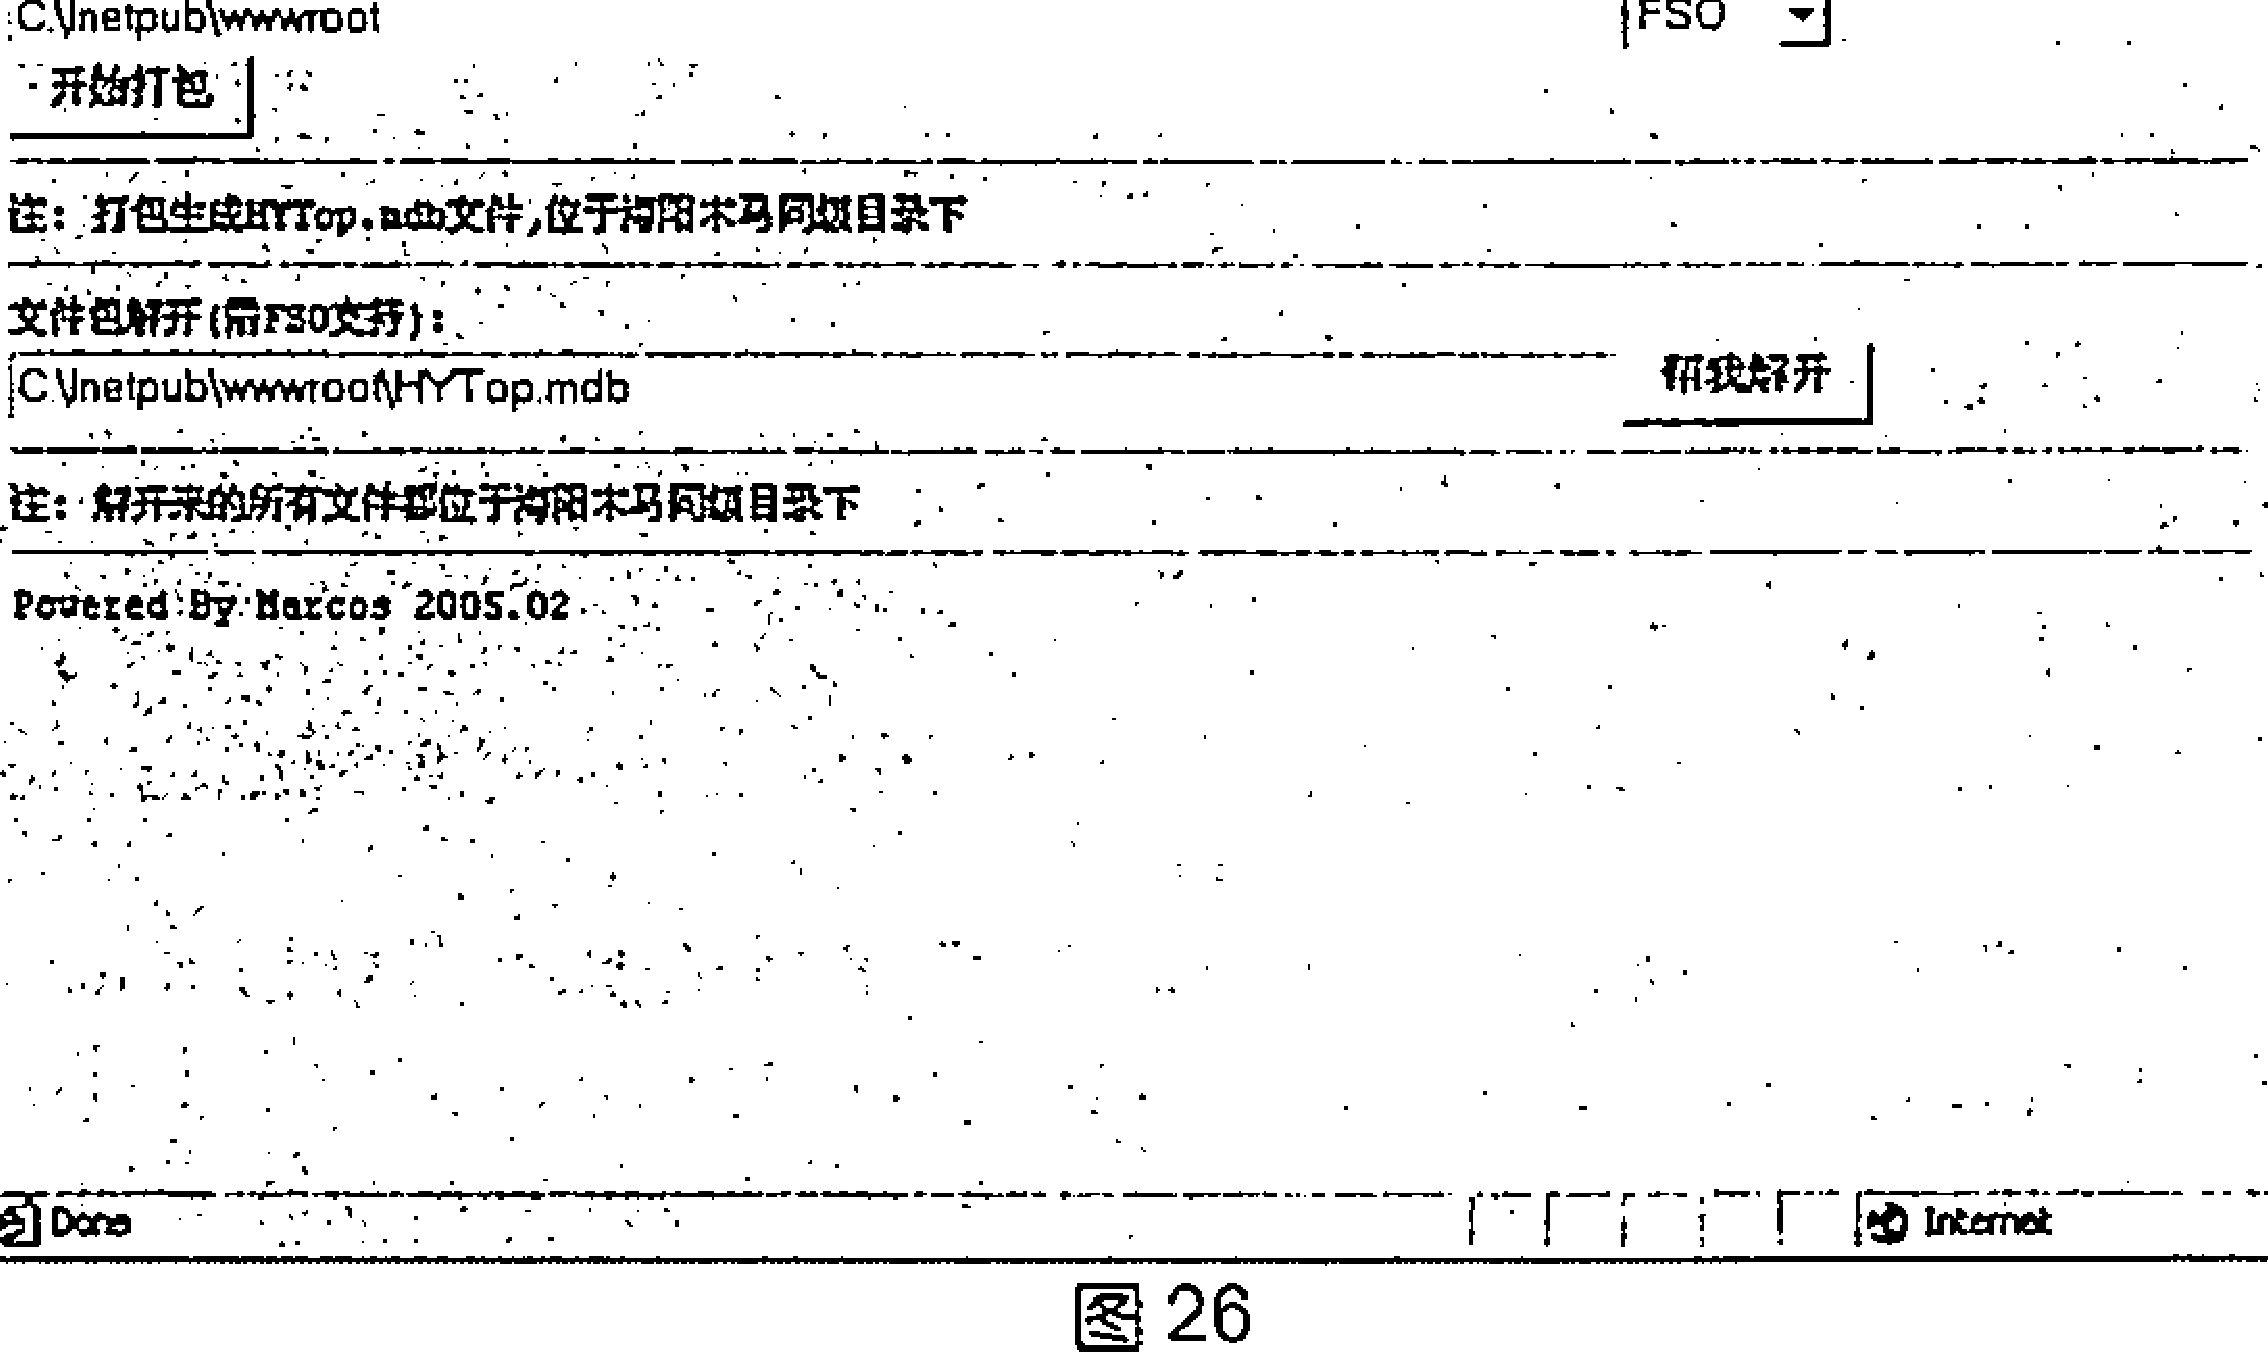 C:\Inetpub\wwwroot FSO
开始打包
注: 打包生成HYTop.mdb文件,位于海阳木马同级目录下
文件包解开(需FSO支持):
C:\Inetpub\wwwroot\HYTop.mdb 帮我解开
注: 解开来的所有文件都位于海阳木马同级目录下
Powered By Marcos 2005.02
Done Internet
图 26